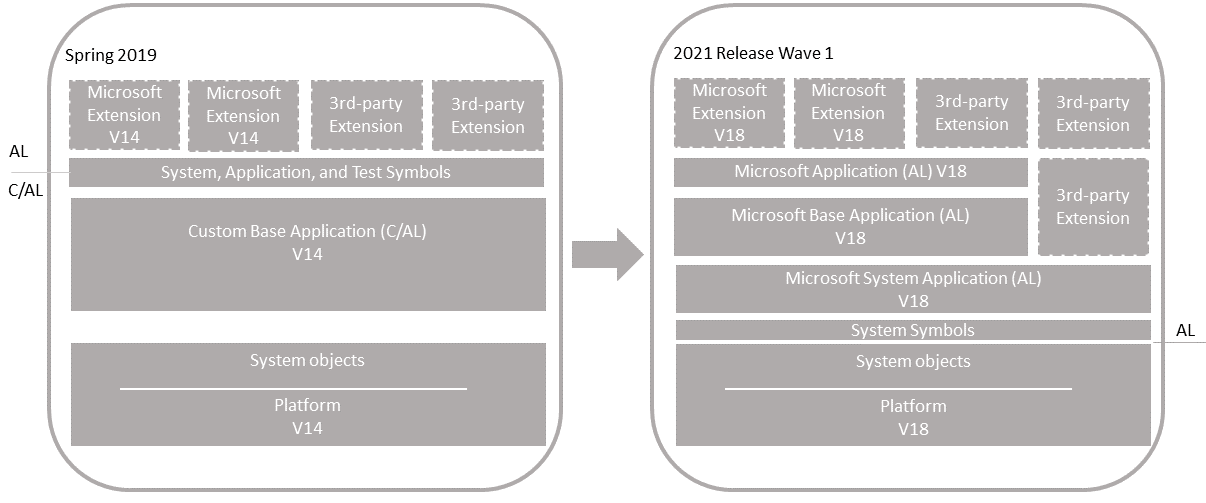 Spring 2019
Microsoft
Extension
V14
Microsoft
Extension
V14
3rd-party
Extension
3rd-party
Extension
AL
C/AL
System, Application, and Test Symbols
Custom Base Application (C/AL)
V14
System objects
Platform
V14
2021 Release Wave 1
Microsoft
Extension
V18
Microsoft
Extension
V18
3rd-party
Extension
3rd-party
Extension
Microsoft Application (AL) V18
3rd-party
Extension
Microsoft Base Application (AL)
V18
Microsoft System Application (AL)
V18
System Symbols
AL
System objects
Platform
V18